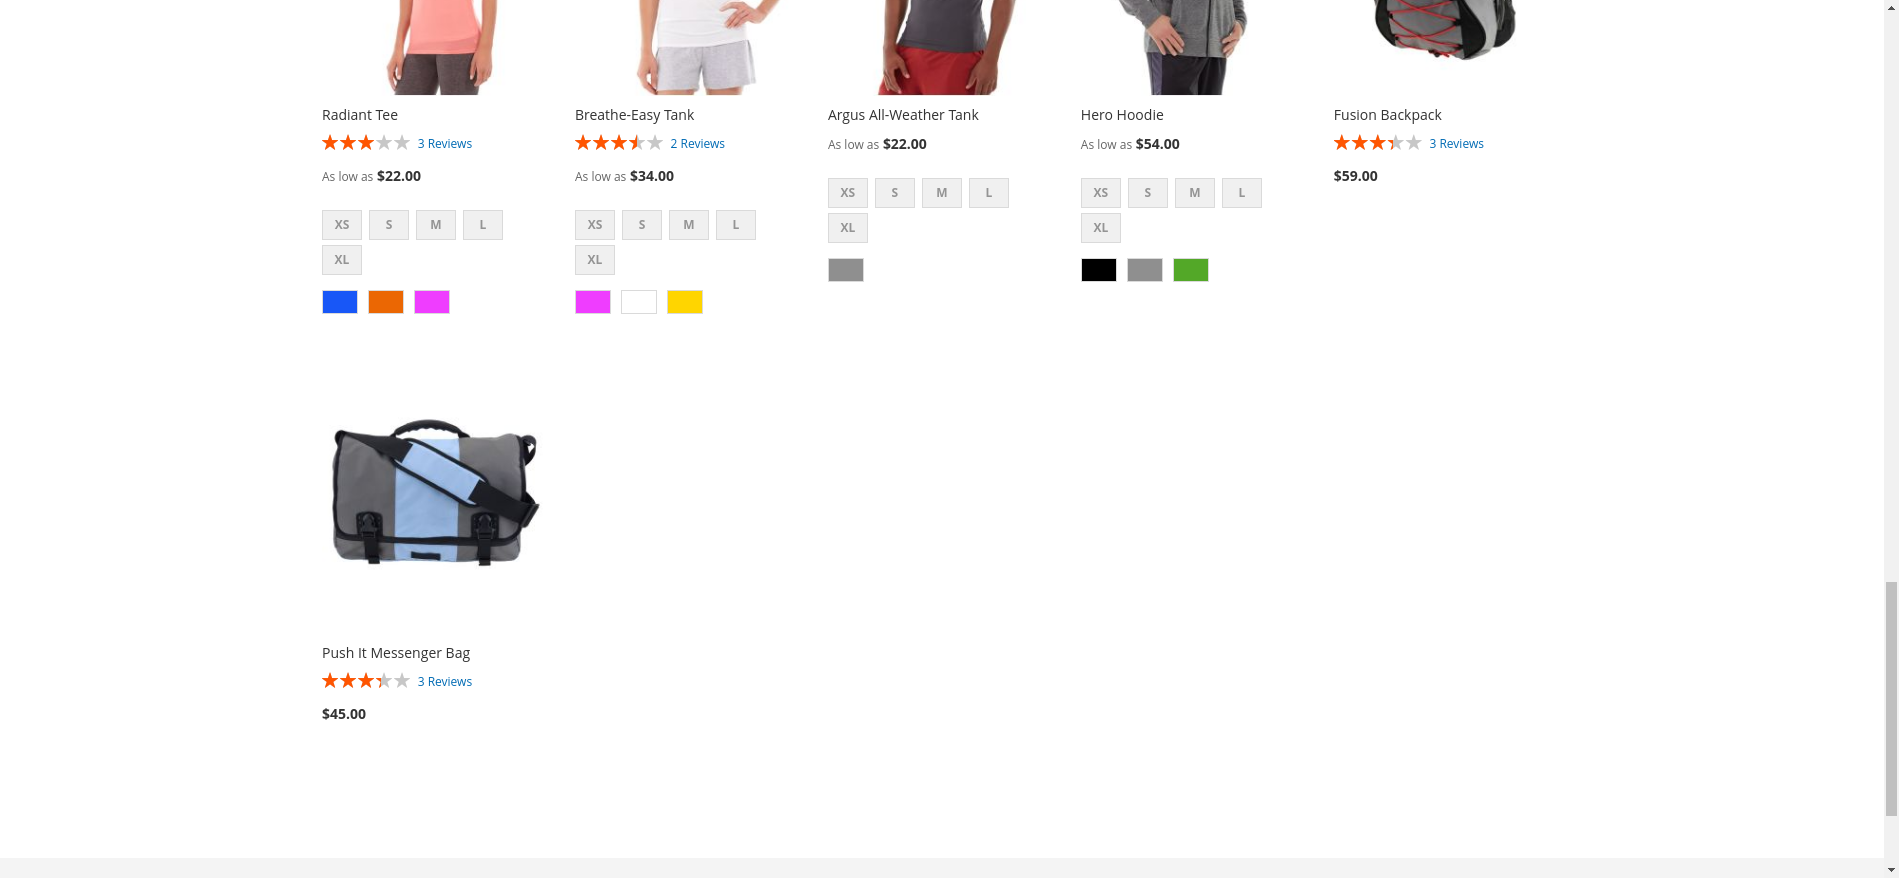 Radiant Tee
3 Reviews
As low as $22.00
XS S M L
XL
Breathe-Easy Tank
2 Reviews
As low as $34.00
XS S M L
XL
Argus All-Weather Tank
As low as $22.00
XS S M L
XL
Hero Hoodie
As low as $54.00
XS S M L
XL
Fusion Backpack
3 Reviews
$59.00
Push It Messenger Bag
3 Reviews
$45.00